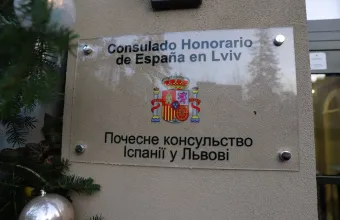 Consulado Honorario
de España en Lviv
Почесне консульство
Іспанії у Львові